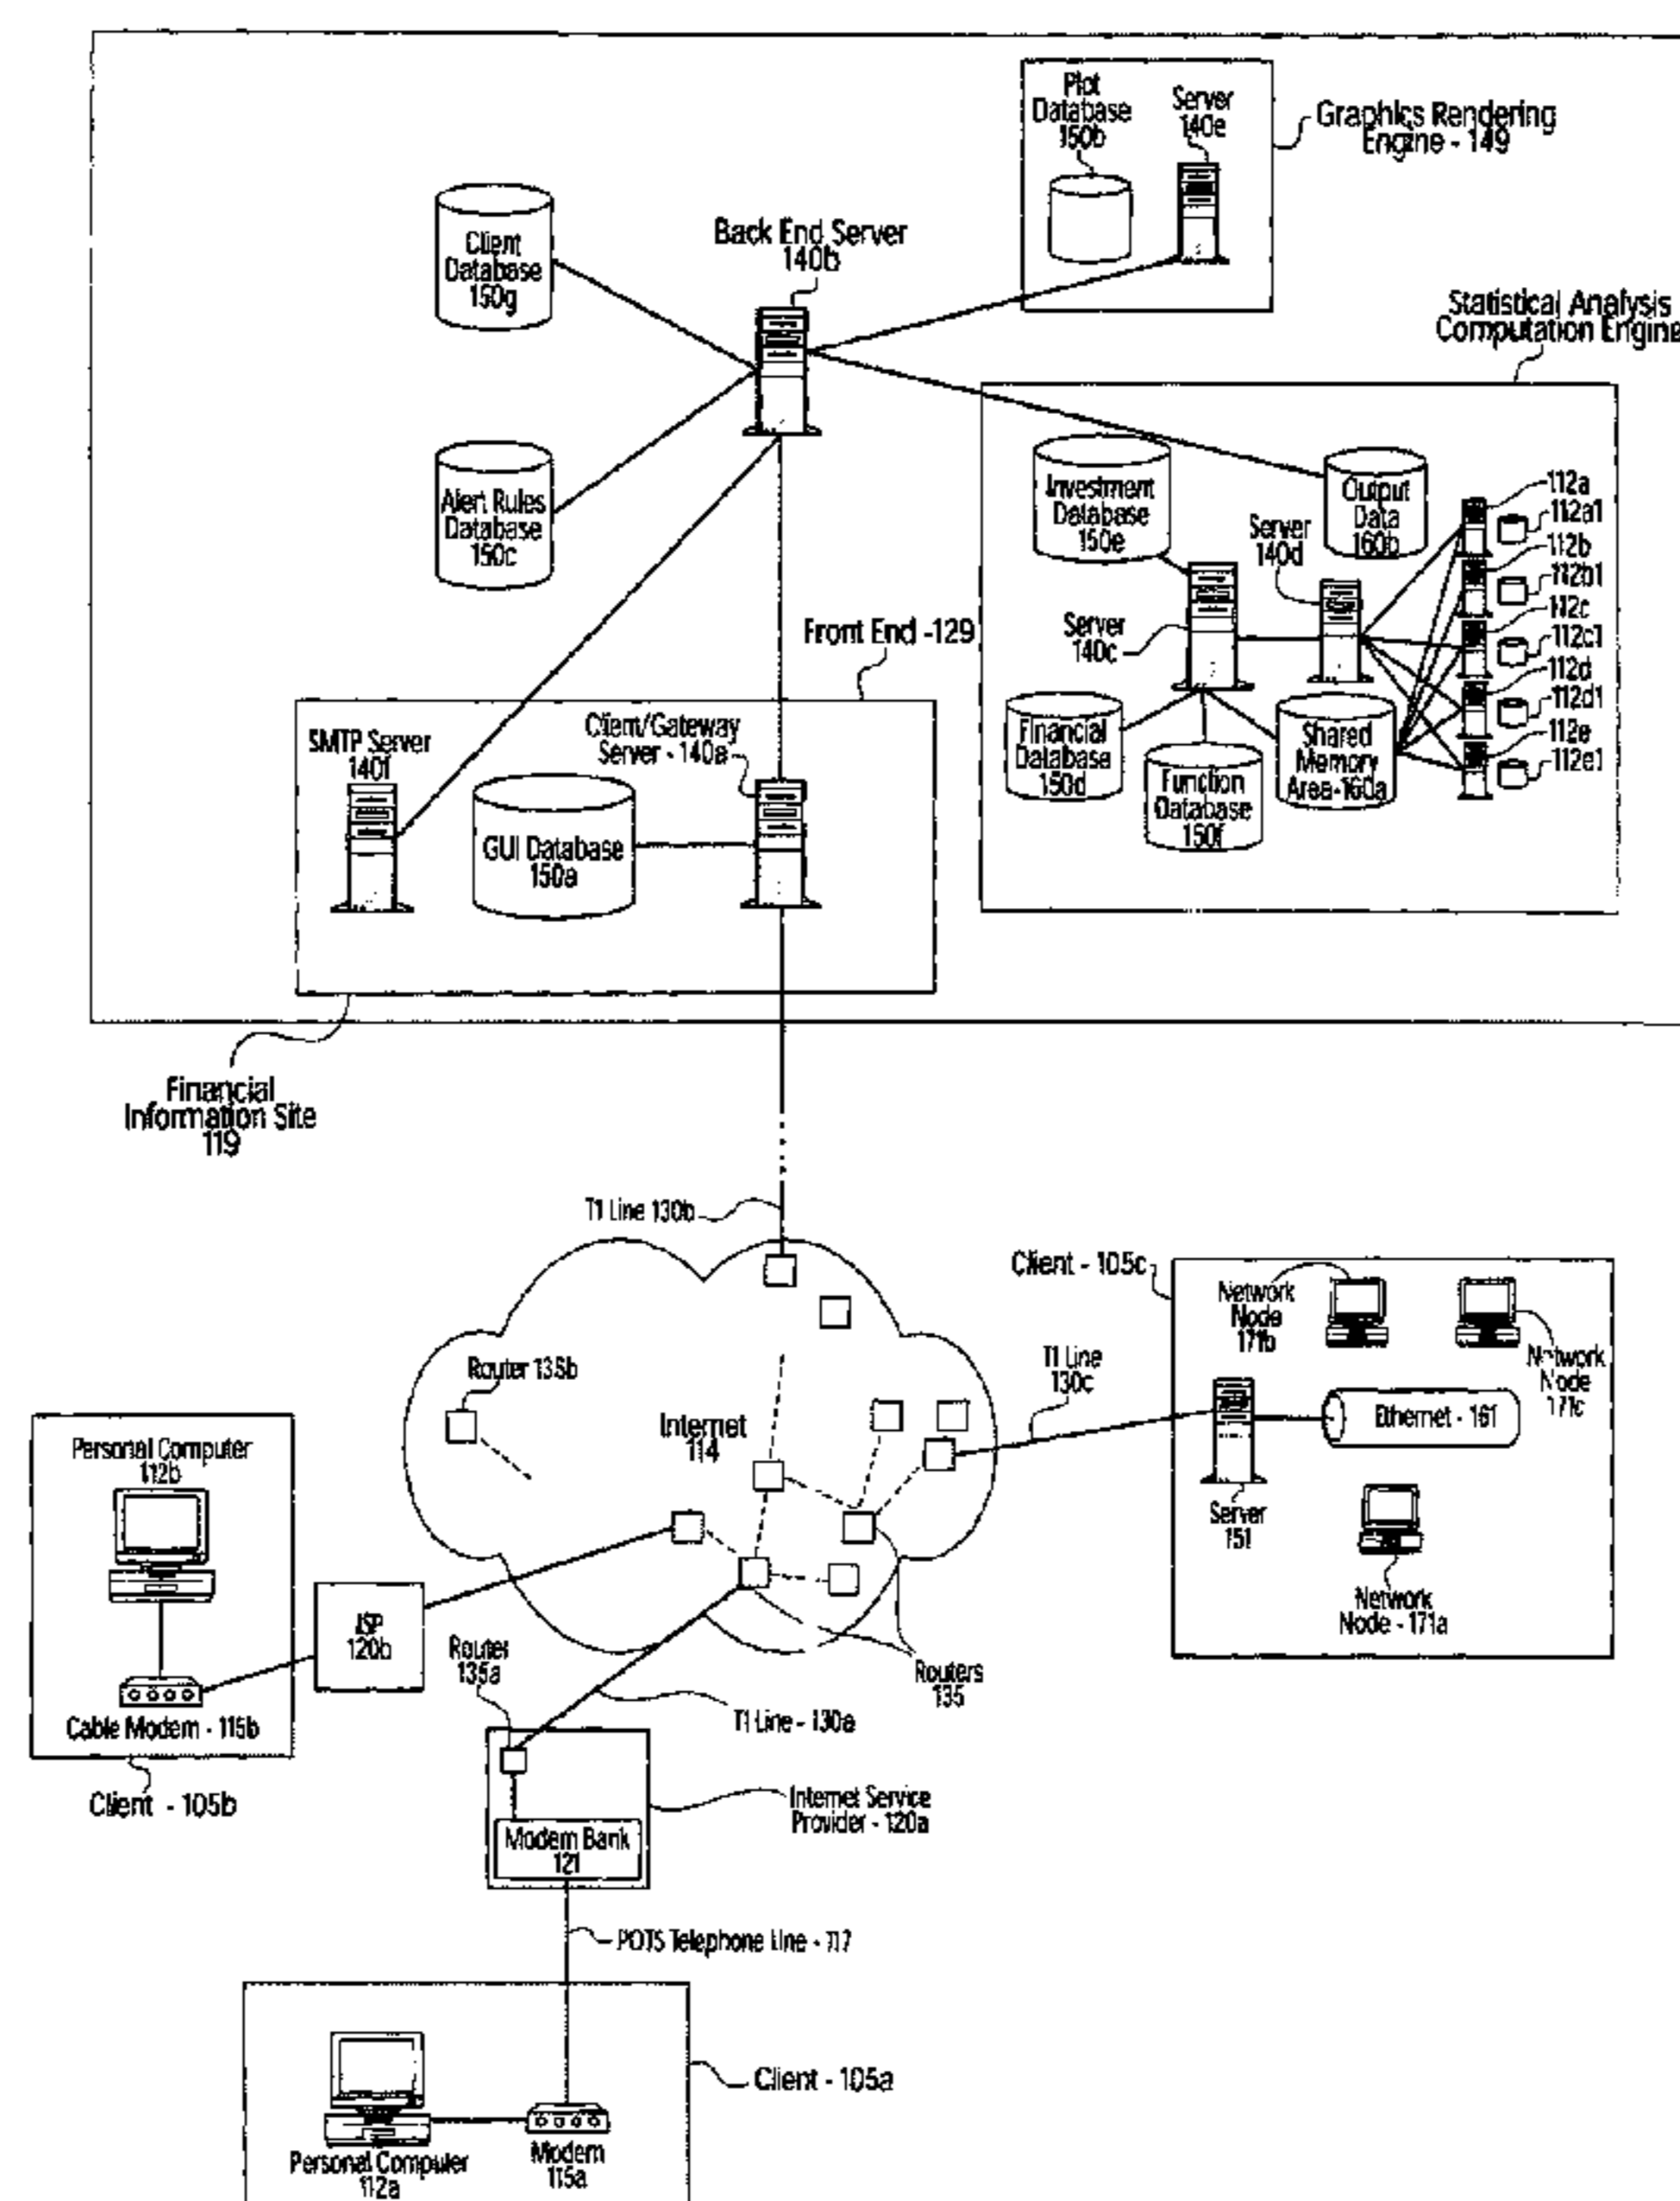 Plot
Database
150b
Server
140e
Graphics Rendering
Engine - 149
Client
Database
150g
Back End Server
140b
Statistical Analysis
Computation Engine
Alert Rules
Database
150c
Investment
Database
150e
Server
140d
Output
Data
160b
112a
112a1
112b
112b1
112c
112c1
112d
112d1
112e
112e1
Server
140c
Financial
Database
150d
Function
Database
150f
Shared
Memory
Area-160a
Front End -129
SMTP Server
140f
Client/Gateway
Server - 140a
GUI Database
150a
Financial
Information Site
119
T1 Line 130b
Router 135b
Internet
114
T1 Line
130c
Client - 105c
Network
Node
171b
Network
Node
171c
Ethernet - 161
Server
151
Network
Node - 171a
Personal Computer
112b
Cable Modem - 115b
Client - 105b
ISP
120b
Router
135a
Routers
135
T1 Line - 130a
Internet Service
Provider - 120a
Modem Bank
121
POTS Telephone Line - 117
Client - 105a
Personal Computer
112a
Modem
115a